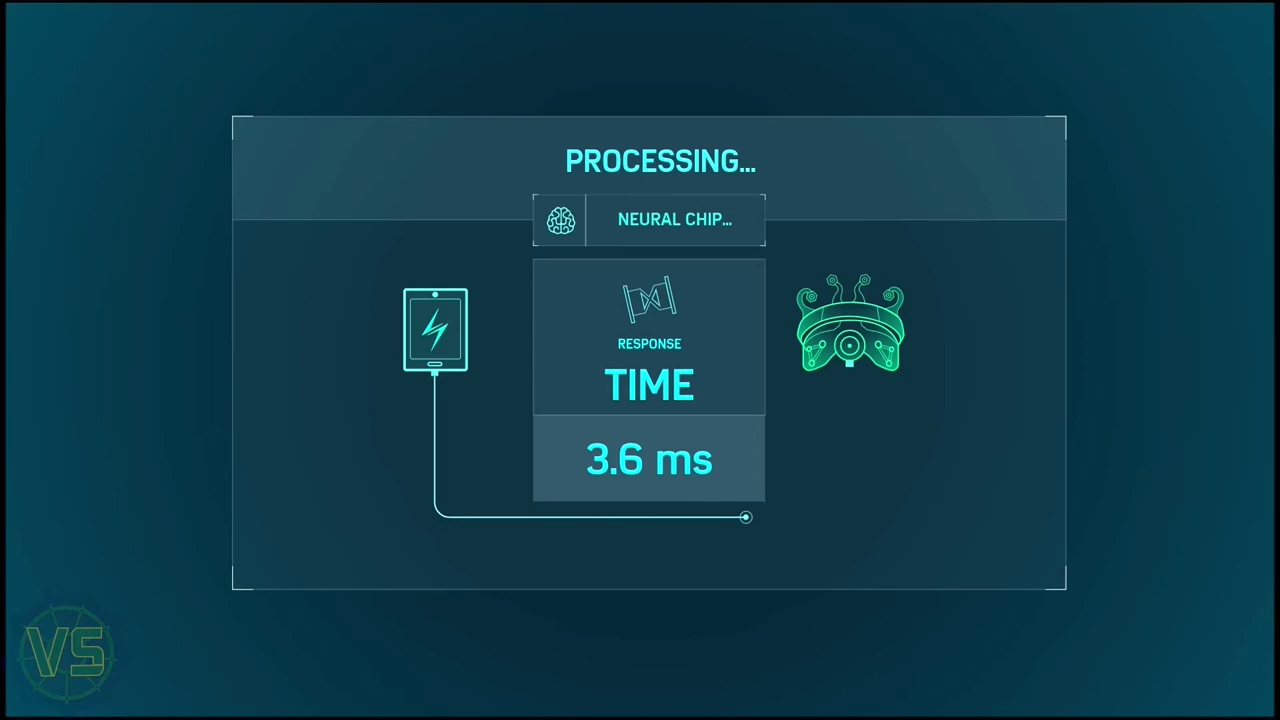 PROCESSING...
NEURAL CHIP...
RESPONSE
TIME
3.6 ms
VS